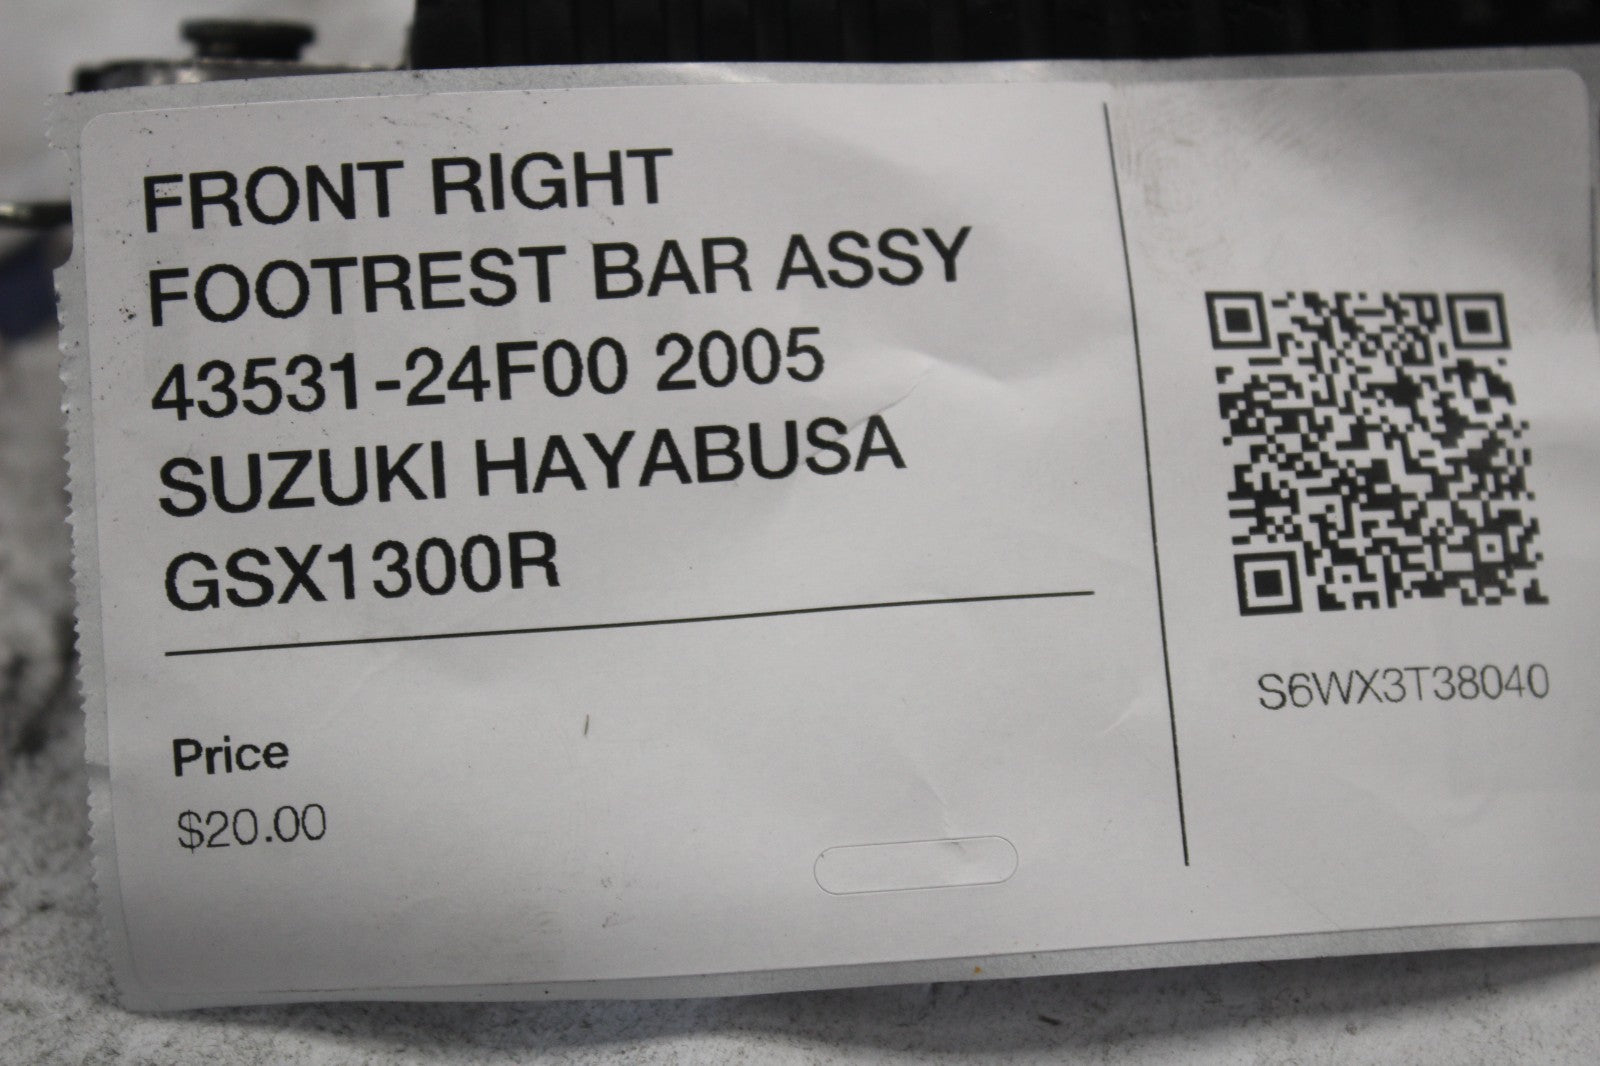 FRONT RIGHT
FOOTREST BAR ASSY
43531-24F00 2005
SUZUKI HAYABUSA
GSX1300R
Price
$20.00
S6WX3T38040